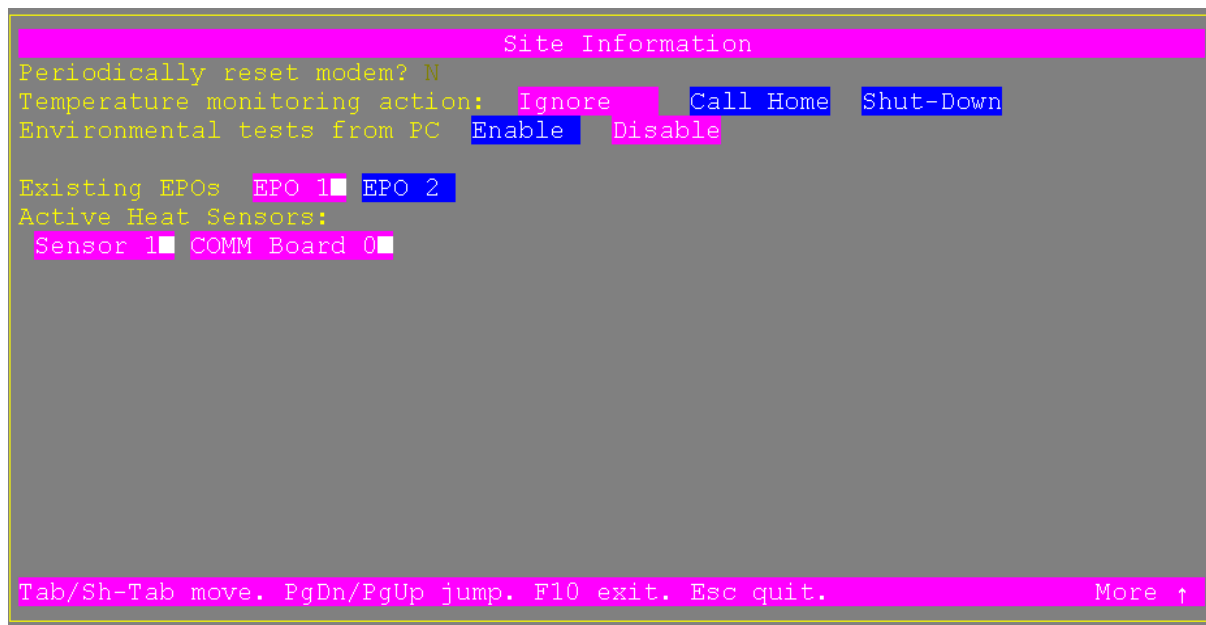 Site Information
Periodically reset modem? N
Temperature monitoring action: Ignore Call Home Shut-Down
Environmental tests from PC Enable Disable
Existing EPOs EPO 1 EPO 2
Active Heat Sensors:
Sensor 1 COMM Board 0
Tab/Sh-Tab move. PgDn/PgUp jump. F10 exit. Esc quit. More ↑